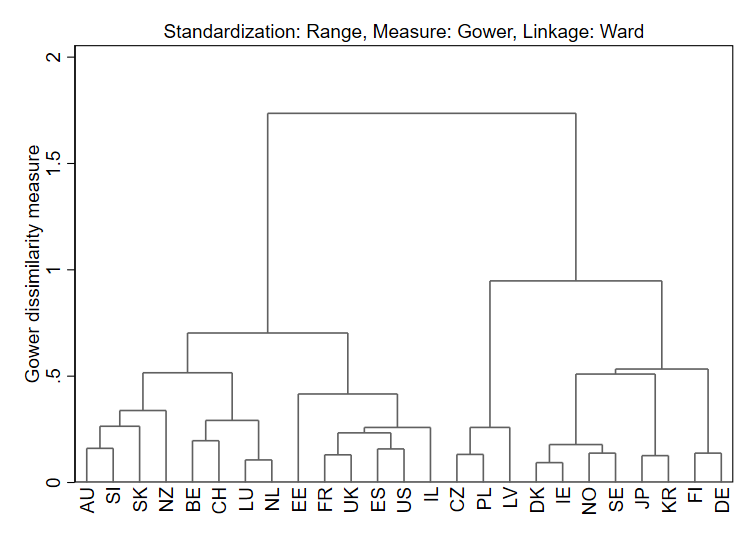 Standardization: Range, Measure: Gower, Linkage: Ward
Gower dissimilarity measure
2
1.5
1
.5
0
AU SI SK NZ BE CH LU NL EE FR UK ES US IL CZ PL LV DK IE NO SE JP KR FI DE